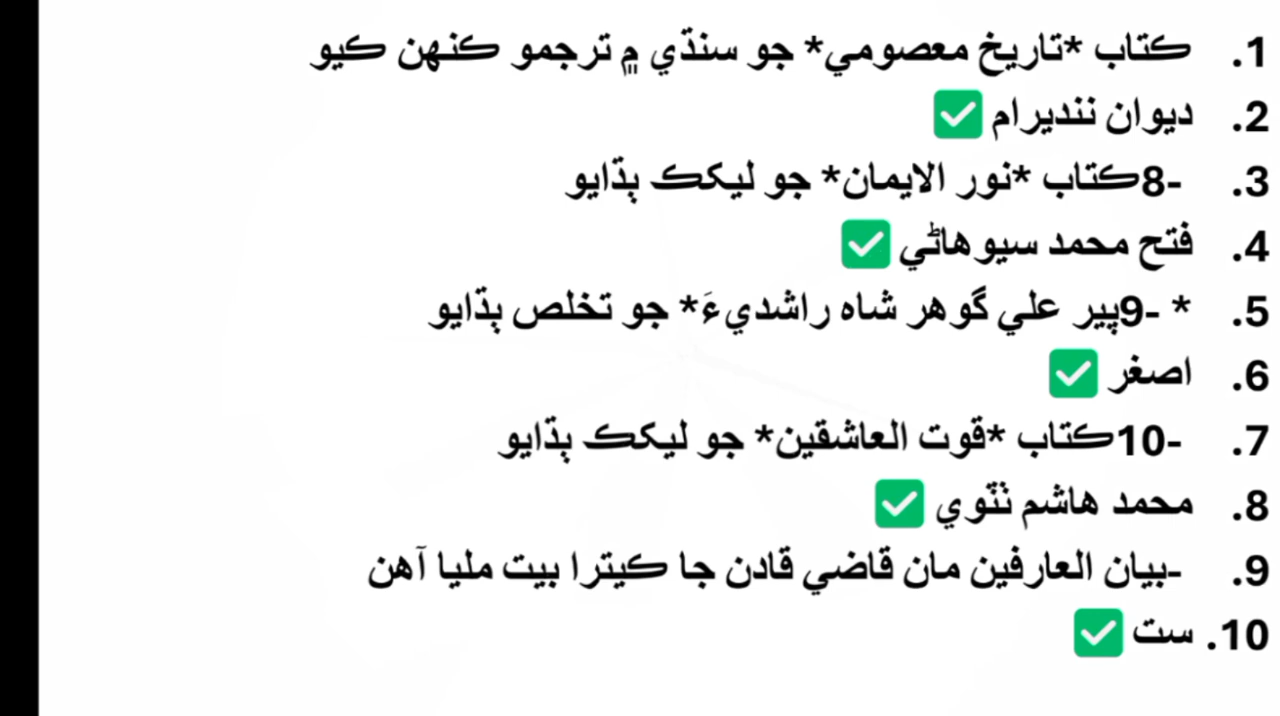 1. ڪتاب *تاريخ معصومي* جو سنڌي ۾ ترجمو ڪنهن ڪيو
2. ديوان ننديرام ✅
3. -8ڪتاب *نور الايمان* جو ليکڪ ٻڌايو
4. فتح محمد سيوهاڻي ✅
5. * -9پير علي گوهر شاه راشديءَ* جو تخلص ٻڌايو
6. اصغر ✅
7. -10ڪتاب *قوت العاشقين* جو ليکڪ ٻڌايو
8. محمد هاشم ٺٽوي ✅
9. -بيان العارفين مان قاضي قادن جا ڪيترا بيت مليا آهن
10. ست ✅